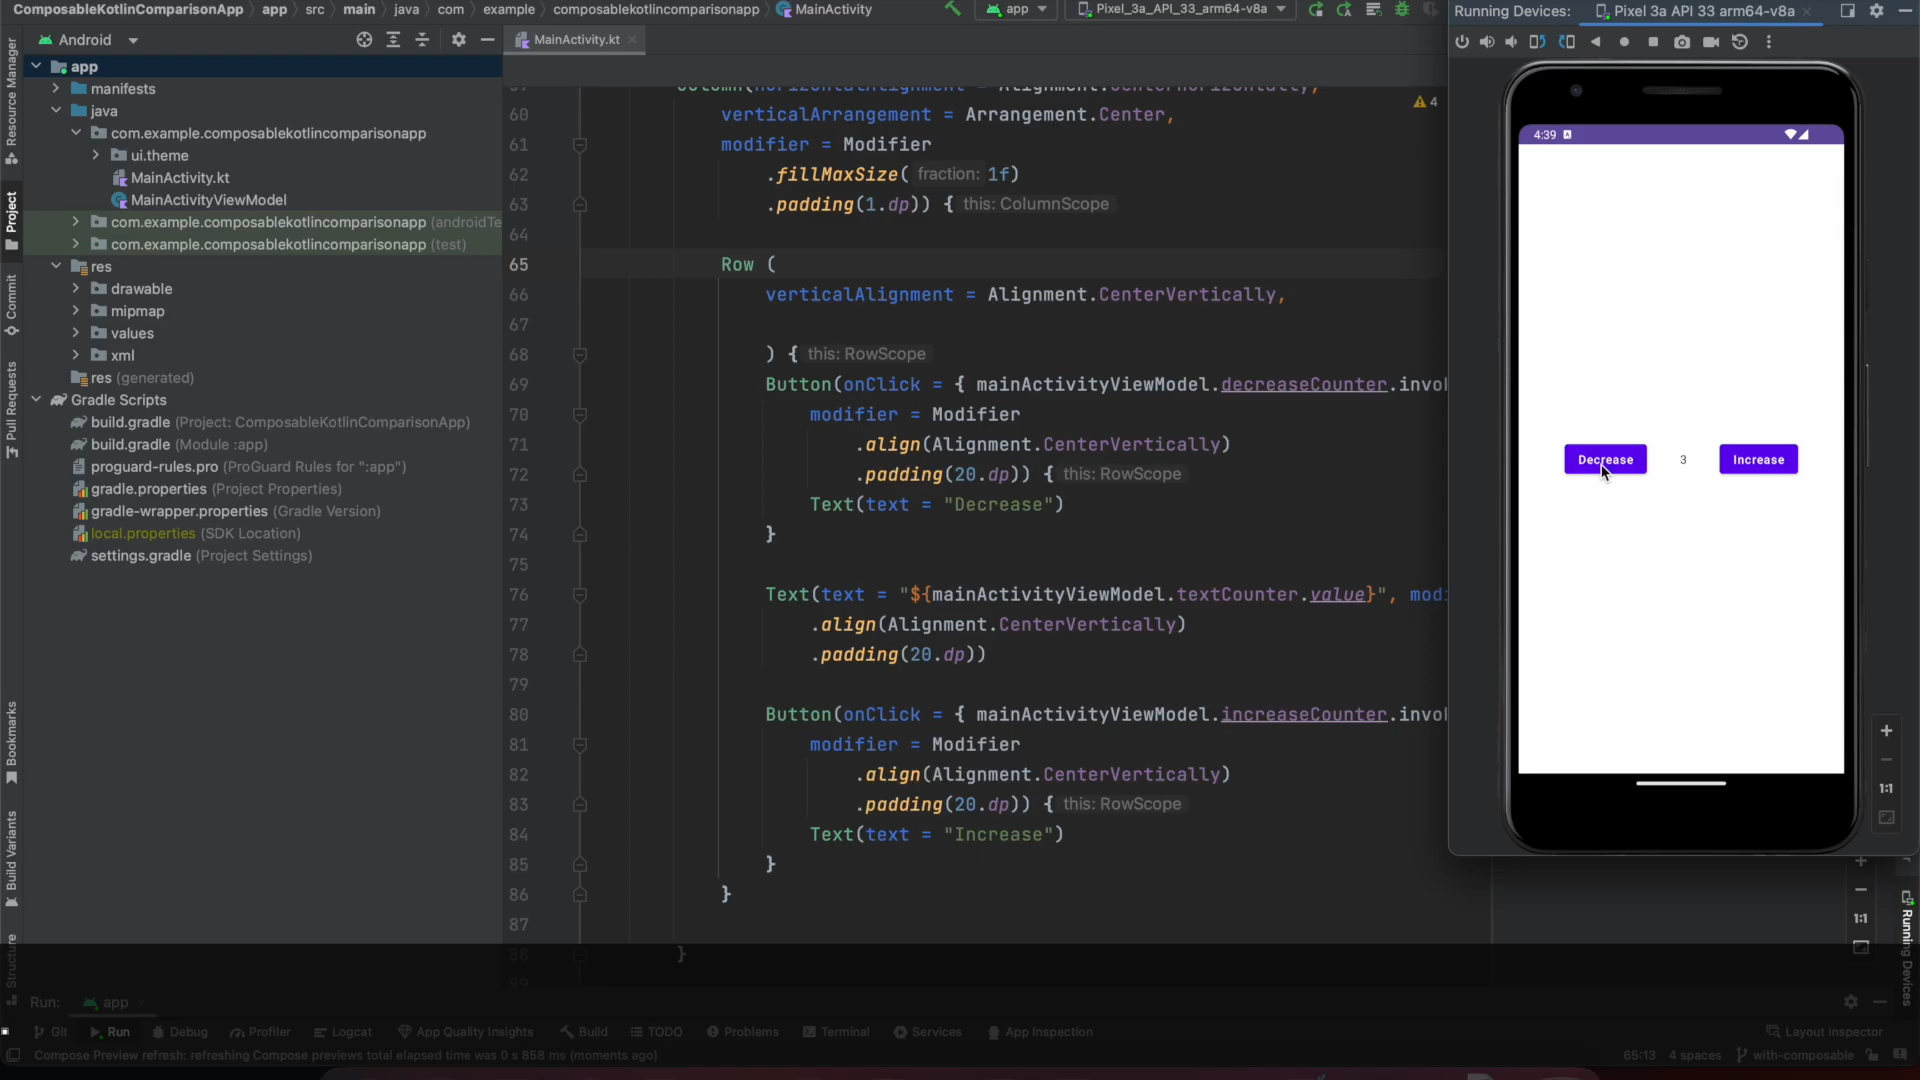 ComposableKotlinComparisonApp app src main java com example composablekotlincomparisonapp MainActivity app Pixel_3a_API_33_arm64-v8a
Running Devices: Pixel 3a API 33 arm64-v8a
Android
MainActivity.kt
Resource Manager
Project
Commit
Pull Requests
Bookmarks
Build Variants
Structure
app
manifests
java
com.example.composablekotlincomparisonapp
ui.theme
MainActivity.kt
MainActivityViewModel
com.example.composablekotlincomparisonapp (androidTe
com.example.composablekotlincomparisonapp (test)
res
drawable
mipmap
values
xml
res (generated)
Gradle Scripts
build.gradle (Project: ComposableKotlinComparisonApp)
build.gradle (Module :app)
proguard-rules.pro (ProGuard Rules for ":app")
gradle.properties (Project Properties)
gradle-wrapper.properties (Gradle Version)
local.properties (SDK Location)
settings.gradle (Project Settings)
4
Column(horizontalAlignment = Alignment.CenterHorizontally,
60 verticalArrangement = Arrangement.Center,
61 modifier = Modifier
62 .fillMaxSize( fraction: 1f)
63 .padding(1.dp)) { this: ColumnScope
64
65 Row (
66 verticalAlignment = Alignment.CenterVertically,
67
68 ) { this: RowScope
69 Button(onClick = { mainActivityViewModel.decreaseCounter.invo
70 modifier = Modifier
71 .align(Alignment.CenterVertically)
72 .padding(20.dp)) { this: RowScope
73 Text(text = "Decrease")
74 }
75
76 Text(text = "${mainActivityViewModel.textCounter.value}", modi
77 .align(Alignment.CenterVertically)
78 .padding(20.dp))
79
80 Button(onClick = { mainActivityViewModel.increaseCounter.invo
81 modifier = Modifier
82 .align(Alignment.CenterVertically)
83 .padding(20.dp)) { this: RowScope
84 Text(text = "Increase")
85 }
86 }
87
88 }
4:39
Decrease 3 Increase
1:1
1:1
Running Devices
Run: app
Git Run Debug Profiler Logcat App Quality Insights Build TODO Problems Terminal Services App Inspection Layout Inspector
Compose Preview refresh: refreshing Compose previews total elapsed time was 0 s 858 ms (moments ago) 65:13 4 spaces with-composable